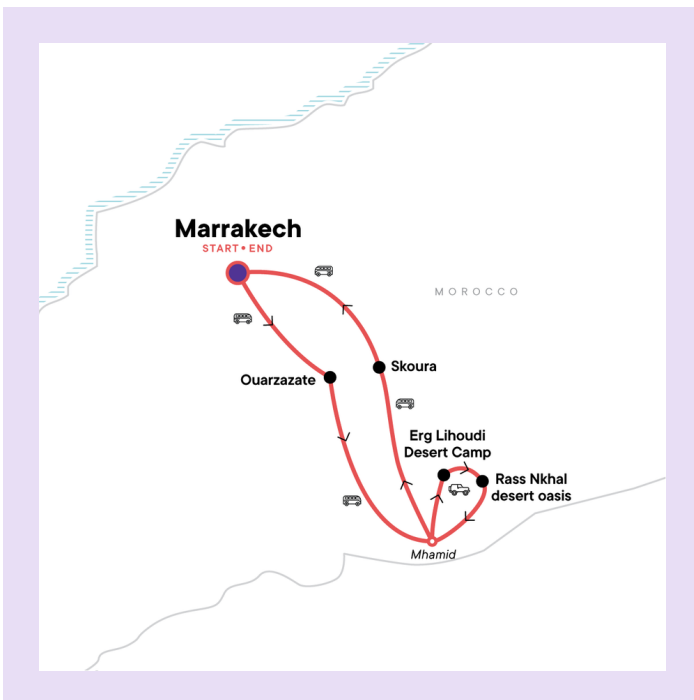 Marrakech
START • END
MOROCCO
Skoura
Ouarzazate
Erg Lihoudi
Desert Camp
Rass Nkhal
desert oasis
Mhamid